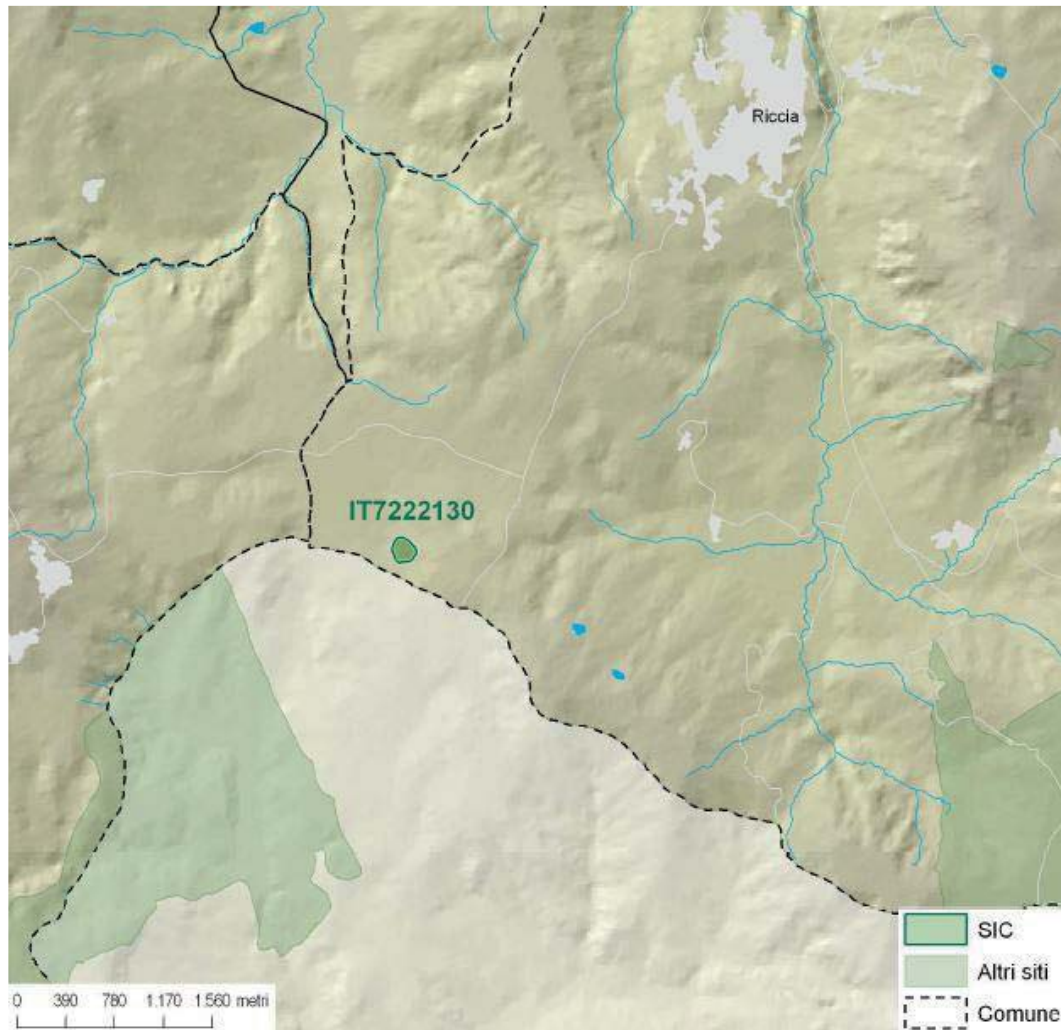 Riccia
IT7222130
SIC
Altri siti
Comune
0 390 780 1.170 1.560 metri